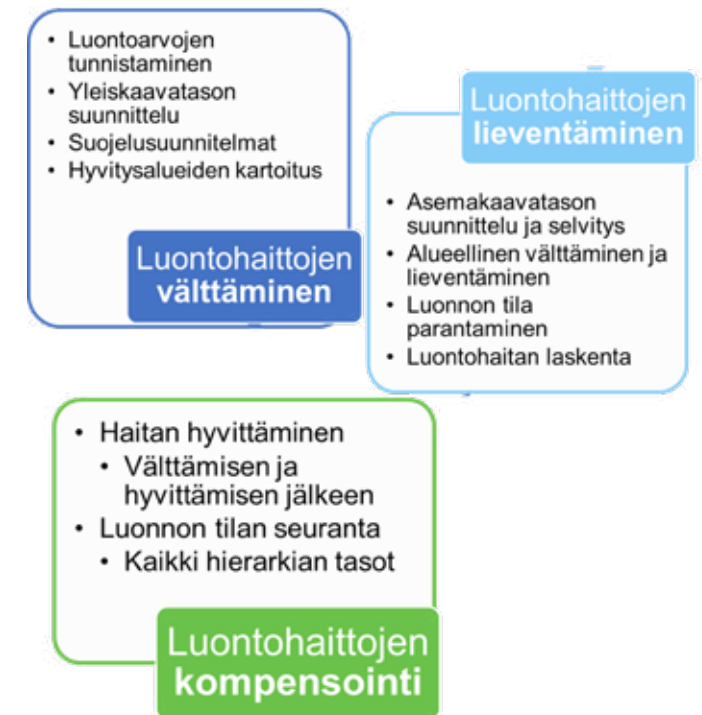 • Luontoarvojen
tunnistaminen
• Yleiskaavatason
suunnittelu
• Suojelusuunnitelmat
• Hyvitysalueiden kartoitus
Luontohaittojen
välttäminen
Luontohaittojen
lieventäminen
• Asemakaavatason
suunnittelu ja selvitys
• Alueellinen välttäminen ja
lieventäminen
• Luonnon tila
parantaminen
• Luontohaitan laskenta
• Haitan hyvittäminen
• Välttämisen ja
hyvittämisen jälkeen
• Luonnon tilan seuranta
• Kaikki hierarkian tasot
Luontohaittojen
kompensointi